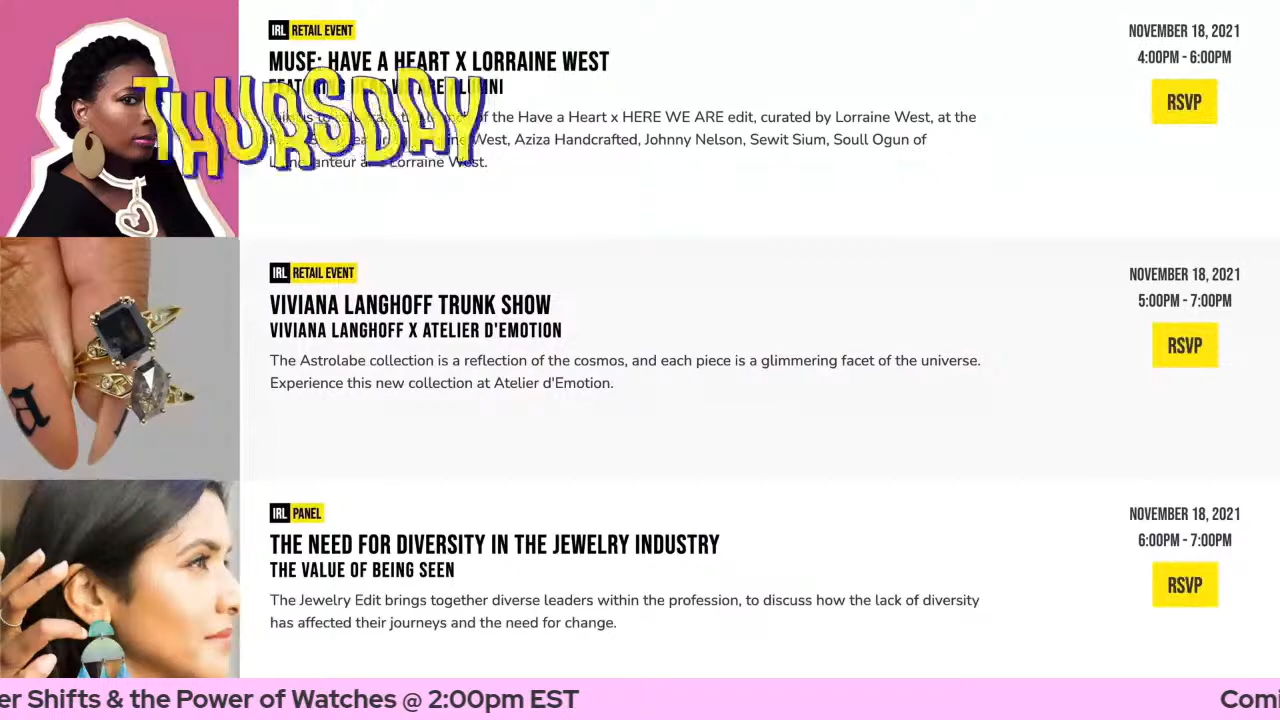 IRL RETAIL EVENT
MUSE: HAVE A HEART X LORRAINE WEST
THURSDAY
of the Have a Heart x HERE WE ARE edit, curated by Lorraine West, at the
West, Aziza Handcrafted, Johnny Nelson, Sewit Sium, Soull Ogun of
Lorraine West.
NOVEMBER 18, 2021
4:00PM - 6:00PM
RSVP
IRL RETAIL EVENT
VIVIANA LANGHOFF TRUNK SHOW
VIVIANA LANGHOFF X ATELIER D'EMOTION
The Astrolabe collection is a reflection of the cosmos, and each piece is a glimmering facet of the universe.
Experience this new collection at Atelier d'Emotion.
NOVEMBER 18, 2021
5:00PM - 7:00PM
RSVP
a
IRL PANEL
THE NEED FOR DIVERSITY IN THE JEWELRY INDUSTRY
THE VALUE OF BEING SEEN
The Jewelry Edit brings together diverse leaders within the profession, to discuss how the lack of diversity
has affected their journeys and the need for change.
NOVEMBER 18, 2021
6:00PM - 7:00PM
RSVP
er Shifts & the Power of Watches @ 2:00pm EST
Comi